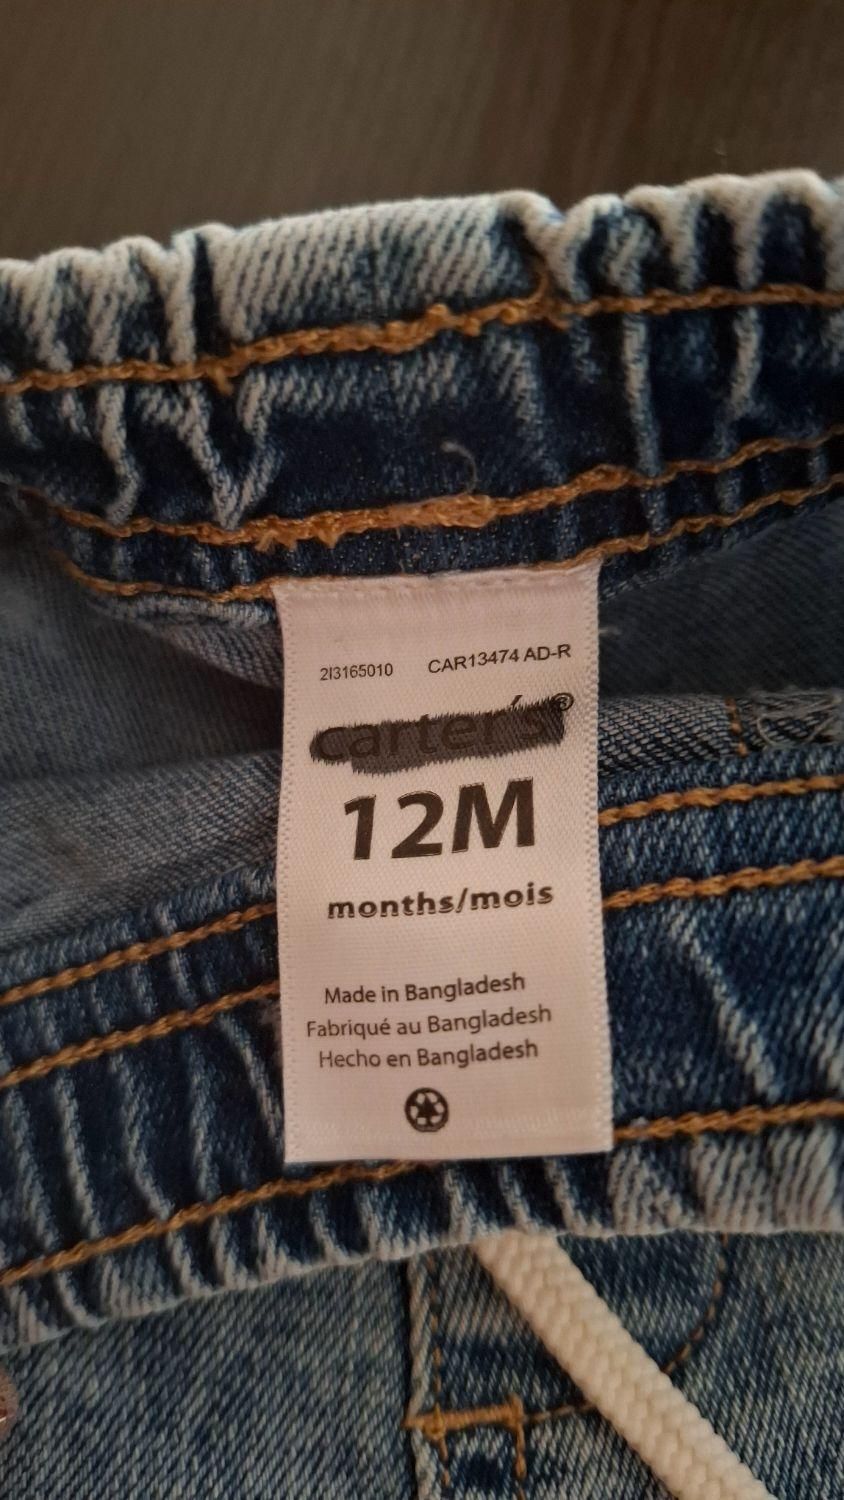 2I3165010 CAR13474 AD-R
carter's®
12M
months/mois
Made in Bangladesh
Fabriqué au Bangladesh
Hecho en Bangladesh